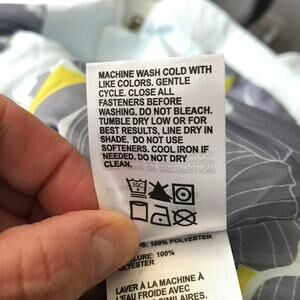 MACHINE WASH COLD WITH
LIKE COLORS. GENTLE
CYCLE. CLOSE ALL
FASTENERS BEFORE
WASHING. DO NOT BLEACH.
TUMBLE DRY LOW OR FOR
BEST RESULTS, LINE DRY IN
SHADE. DO NOT USE
SOFTENERS. COOL IRON IF
NEEDED. DO NOT DRY
CLEAN.
100% POLYESTER
100%
POLYESTER
LAVER À LA MACHINE À
L'EAU FROIDE AVEC
SIMILAIRES.